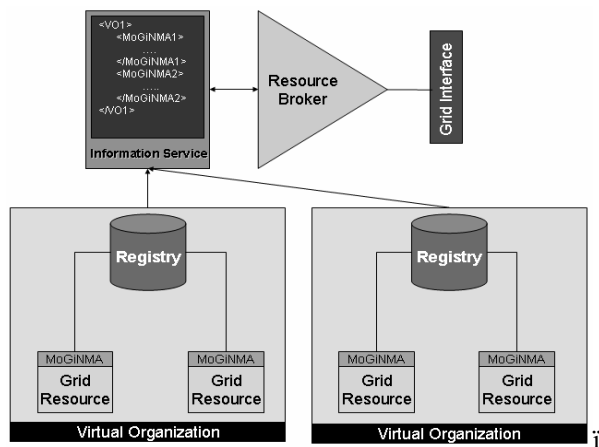 <VO1>
<MoGiNMA1>
....
</MoGiNMA1>
<MoGiNMA2>
.....
</MoGiNMA2>
</VO1>
Information Service
Resource
Broker
Grid Interface
Registry
Registry
MoGiNMA
MoGiNMA
MoGiNMA
MoGiNMA
Grid
Resource
Grid
Resource
Grid
Resource
Grid
Resource
Virtual Organization
Virtual Organization
ï